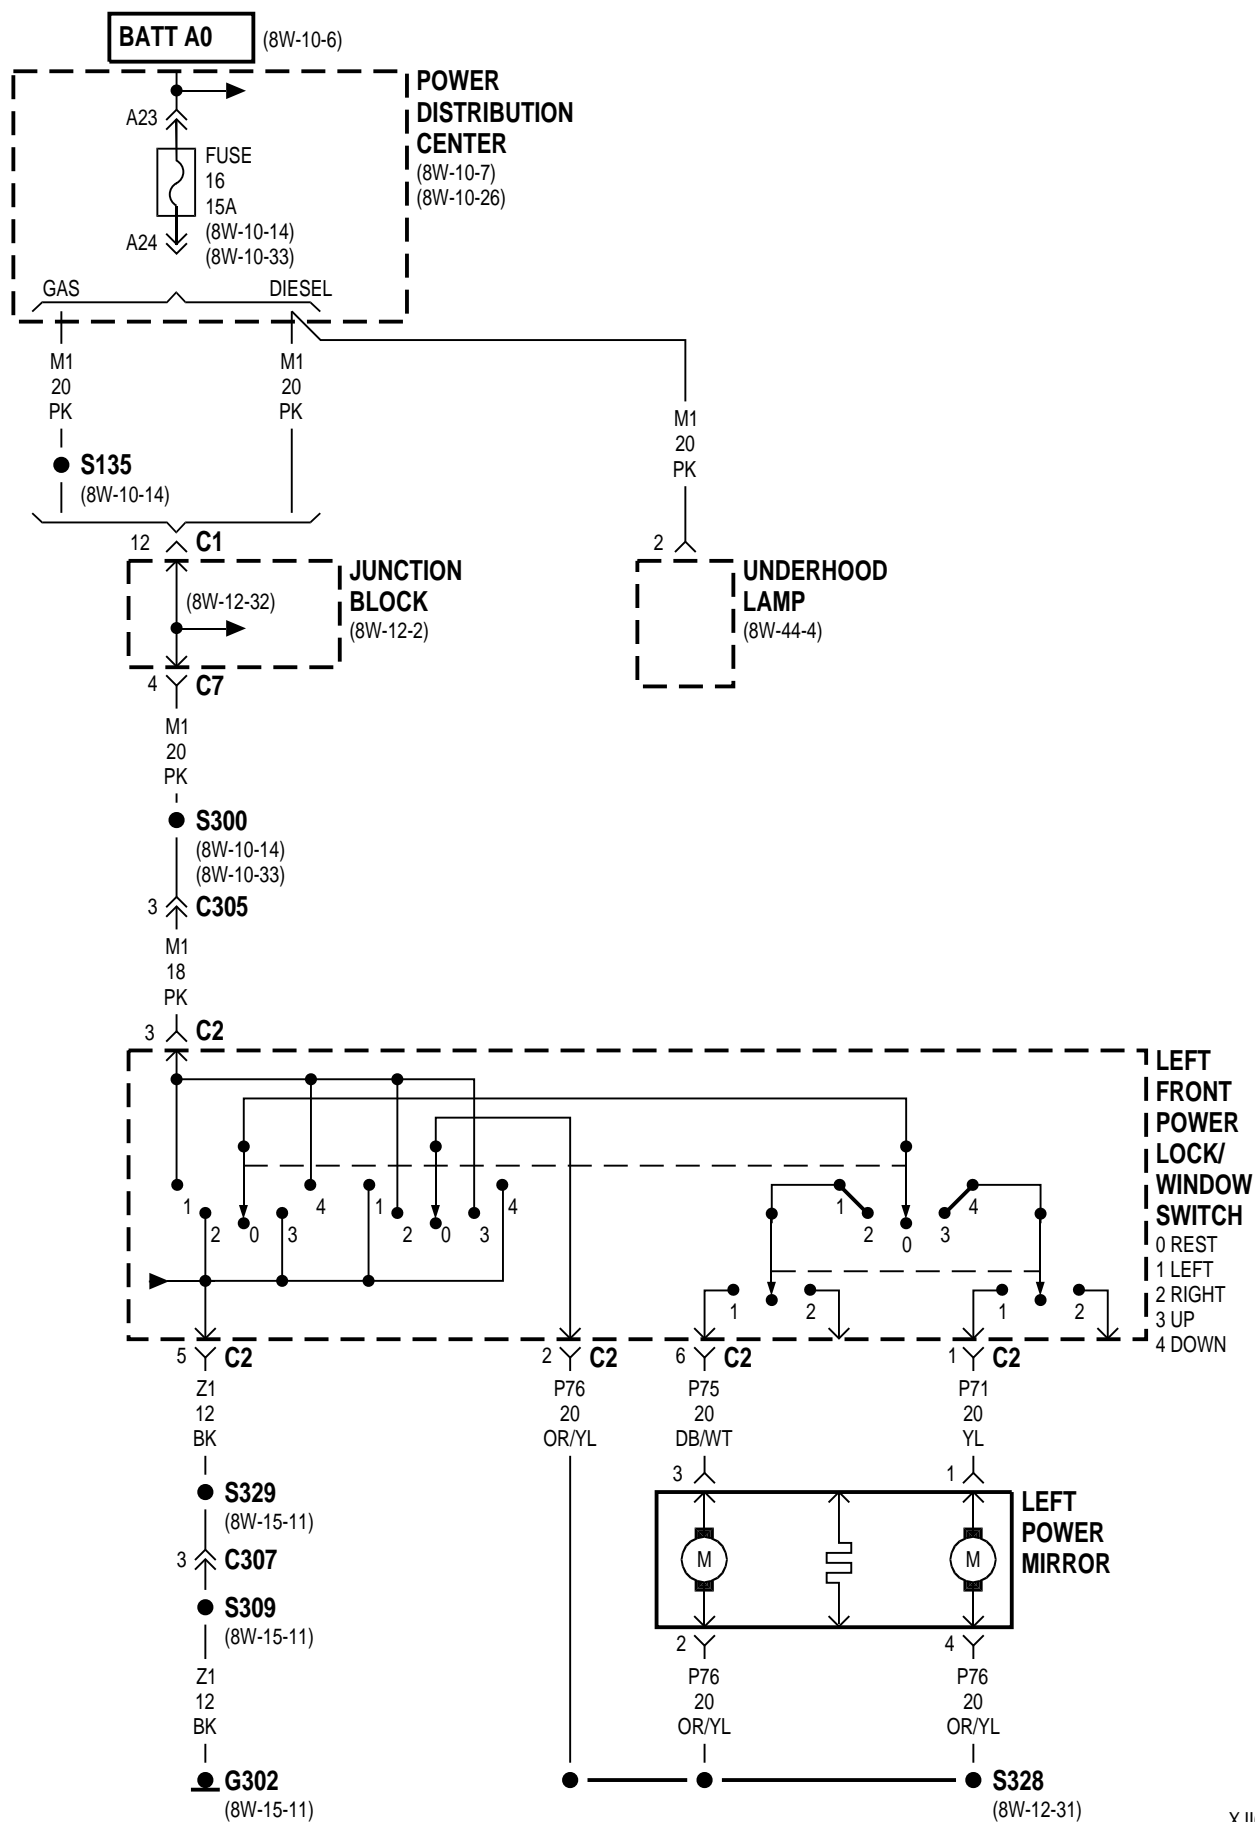 BATT A0 (8W-10-6)
POWER
DISTRIBUTION
CENTER
(8W-10-7)
(8W-10-26)
A23
FUSE
16
15A
(8W-10-14)
(8W-10-33)
A24
GAS DIESEL
M1 M1
20 20
PK PK
M1
20
PK
S135
(8W-10-14)
12 C1
2
JUNCTION
BLOCK
(8W-12-2)
(8W-12-32)
UNDERHOOD
LAMP
(8W-44-4)
4 C7
M1
20
PK
S300
(8W-10-14)
(8W-10-33)
3 C305
M1
18
PK
3 C2
LEFT
FRONT
POWER
LOCK/
WINDOW
SWITCH
0 REST
1 LEFT
2 RIGHT
3 UP
4 DOWN
1 2 0 3 4 1 2 0 3 4
1 2 0 3 4
1 2 1 2
5 C2 2 C2 6 C2 1 C2
Z1 P76 P75 P71
12 20 20 20
BK OR/YL DB/WT YL
3 1
S329
(8W-15-11)
LEFT
POWER
MIRROR
M M
3 C307
S309
(8W-15-11)
2 4
Z1 P76 P76
12 20 20
BK OR/YL OR/YL
G302
(8W-15-11)
S328
(8W-12-31)